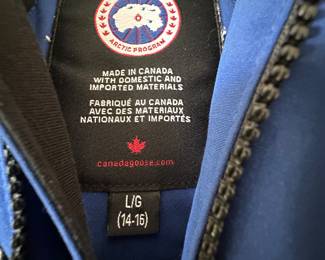 ARCTIC PROGRAM
MADE IN CANADA
WITH DOMESTIC AND
IMPORTED MATERIALS
FABRIQUÉ AU CANADA
AVEC DES MATÉRIAUX
NATIONAUX ET IMPORTÉS
canadagoose.com
L/G
(14-16)